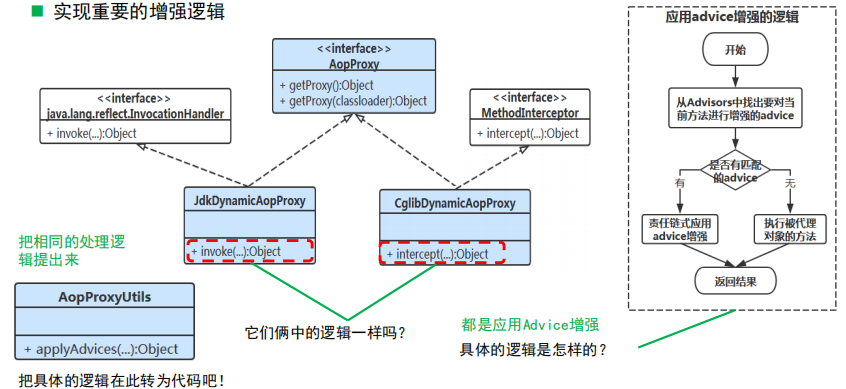 实现重要的增强逻辑
<<interface>>
AopProxy
+ getProxy():Object
+ getProxy(classloader):Object
<<interface>>
java.lang.reflect.InvocationHandler
+ invoke(...):Object
<<interface>>
MethodInterceptor
+ intercept(...):Object
JdkDynamicAopProxy
+ invoke(...):Object
CglibDynamicAopProxy
+ intercept(...):Object
把相同的处理逻
辑提出来
AopProxyUtils
+ applyAdvices(...):Object
把具体的逻辑在此转为代码吧！
它们俩中的逻辑一样吗？
都是应用Advice增强
具体的逻辑是怎样的？
应用advice增强的逻辑
开始
从Advisors中找出要对当
前方法进行增强的advice
是否有匹配
的advice
有
无
责任链式应用
advice增强
执行被代理
对象的方法
返回结果